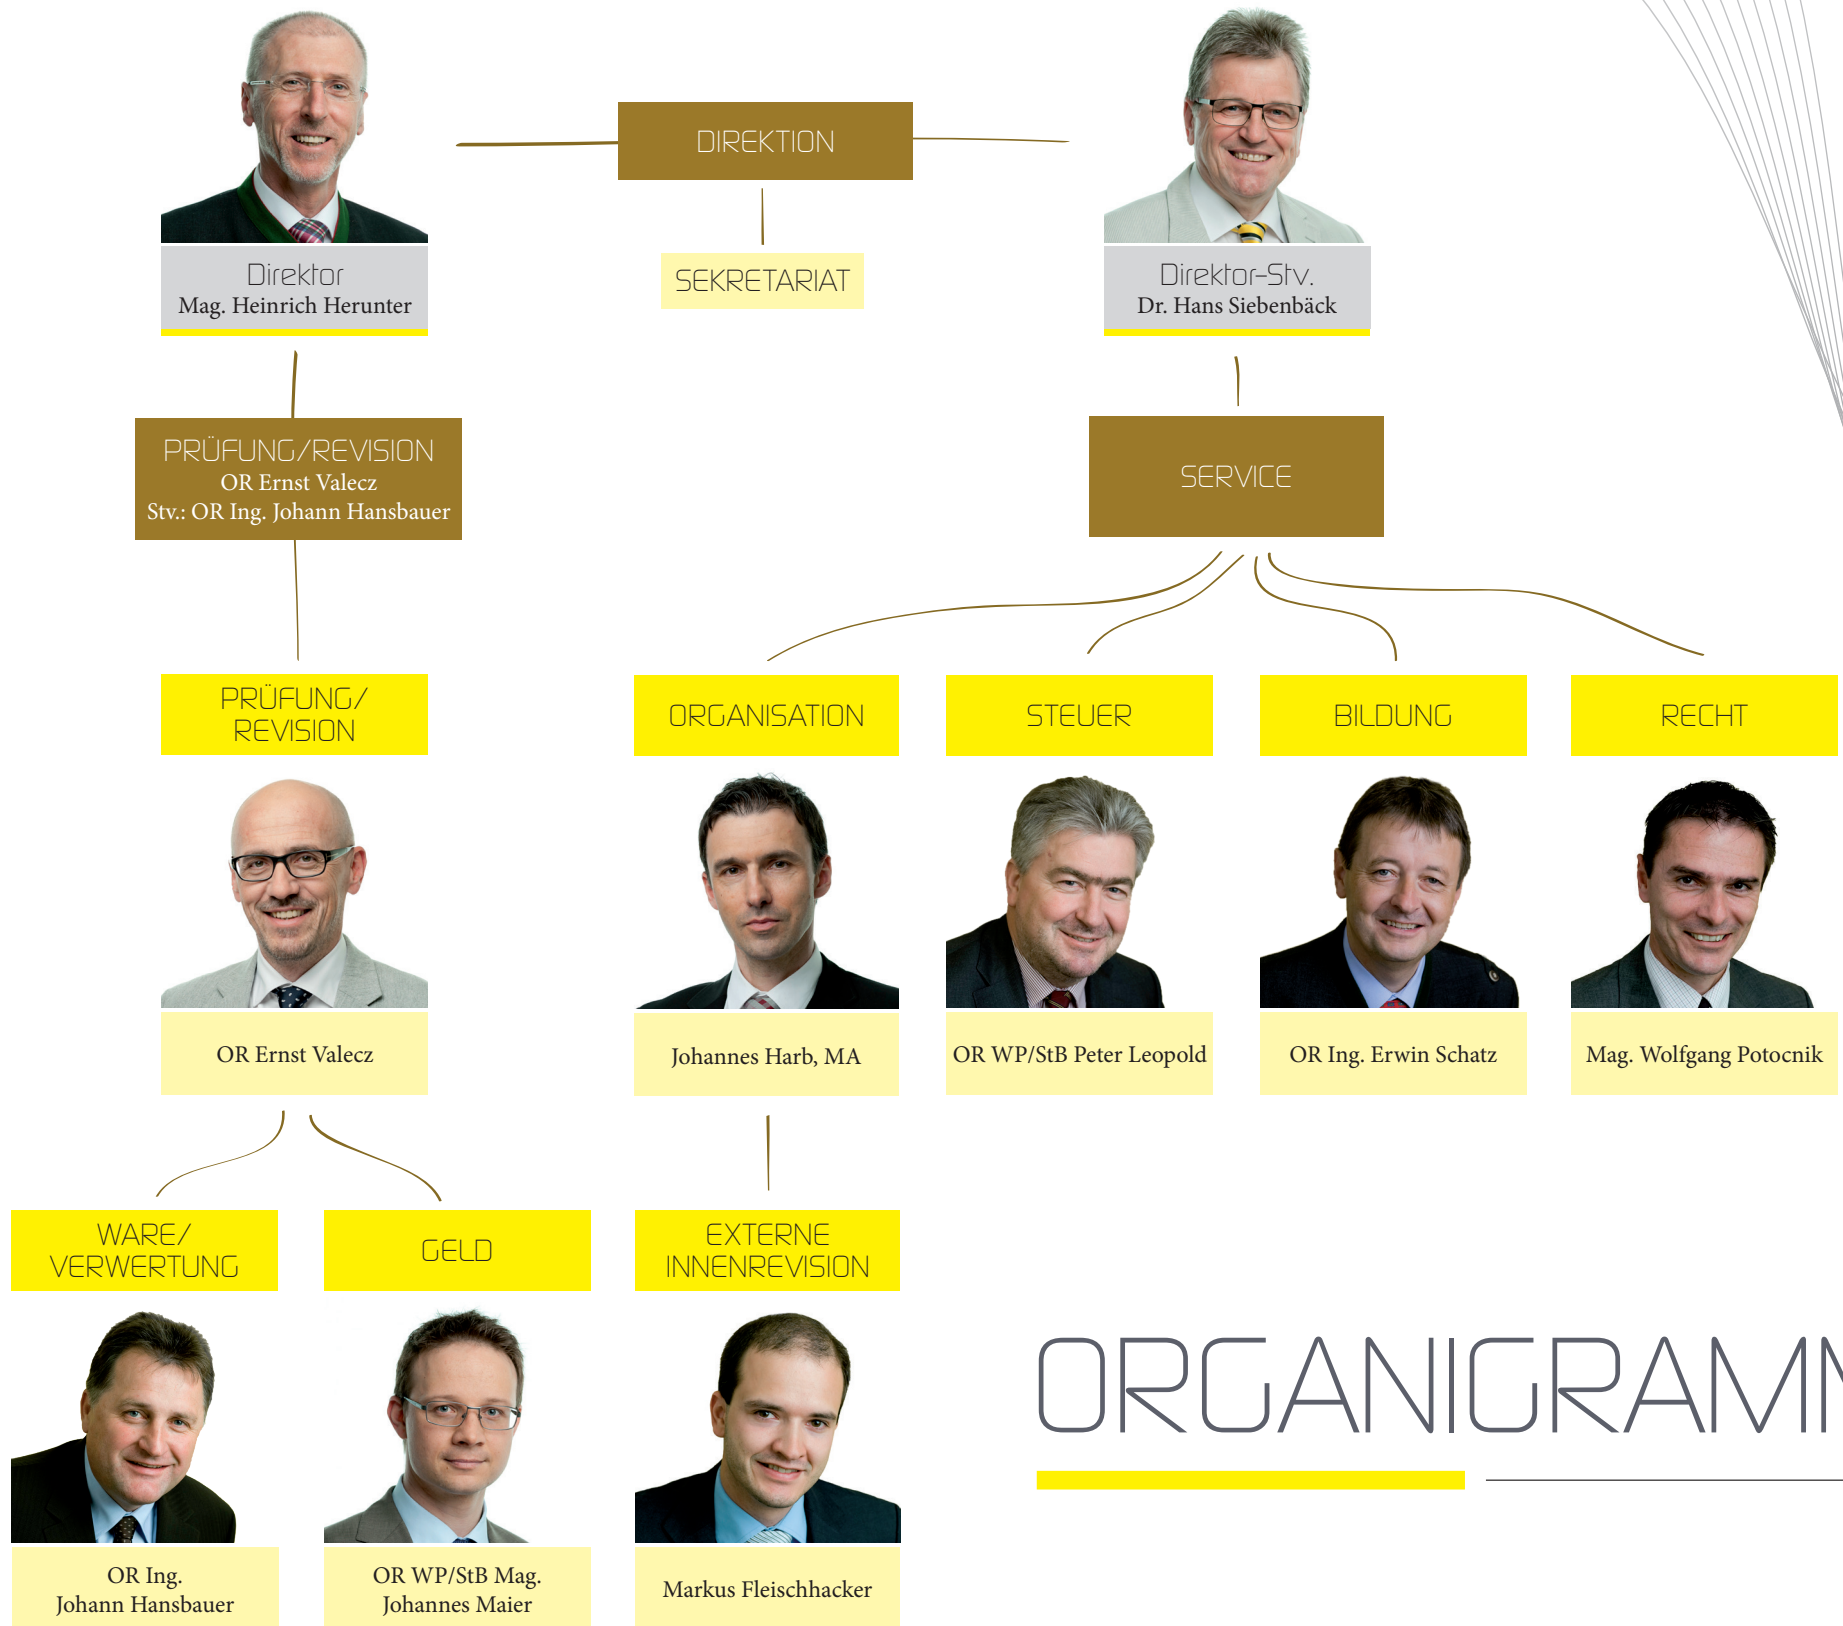 DIREKTION
SEKRETARIAT
Direktor
Mag. Heinrich Herunter
Direktor-Stv.
Dr. Hans Siebenbäck
PRÜFUNG/REVISION
OR Ernst Valecz
Stv.: OR Ing. Johann Hansbauer
SERVICE
PRÜFUNG/
REVISION
ORGANISATION
STEUER
BILDUNG
RECHT
OR Ernst Valecz
Johannes Harb, MA
OR WP/StB Peter Leopold
OR Ing. Erwin Schatz
Mag. Wolfgang Potocnik
WARE/
VERWERTUNG
GELD
EXTERNE
INNENREVISION
OR Ing.
Johann Hansbauer
OR WP/StB Mag.
Johannes Maier
Markus Fleischhacker
ORGANIGRAMM